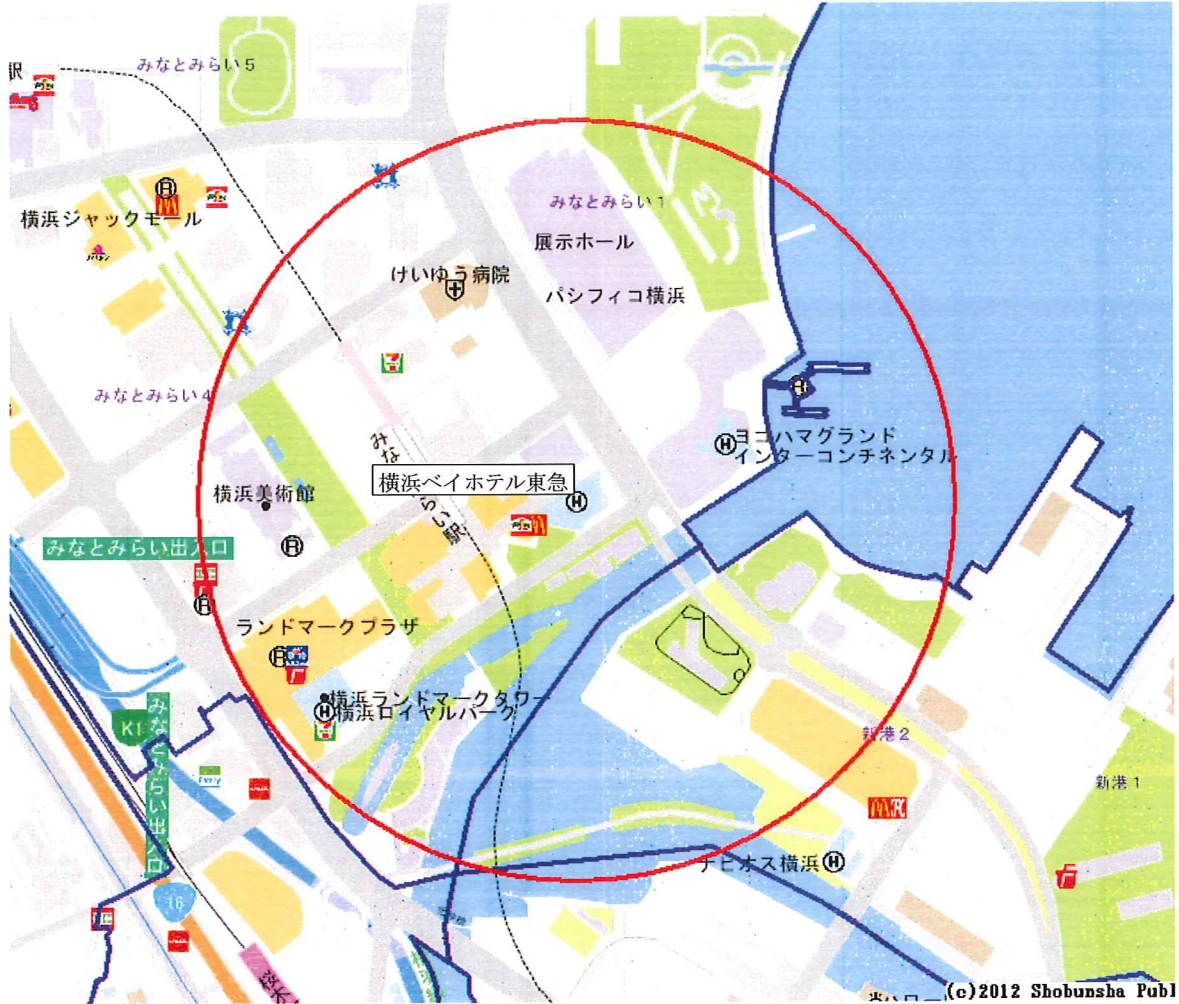 みなとみらい5
駅
みなとみらい1
横浜ジャックモール
展示ホール
けいゆう病院
パシフィコ横浜
みなとみらい4
ヨコハマグランド
インターコンチネンタル
横浜ベイホテル東急
横浜美術館
みなとみらい出入口
ランドマークプラザ
横浜ランドマークタワー
横浜ロイヤルパーク
K1
みなとみらい出入口
新港2
新港1
ナビオス横浜
16
(c)2012 Shobunsha Publ